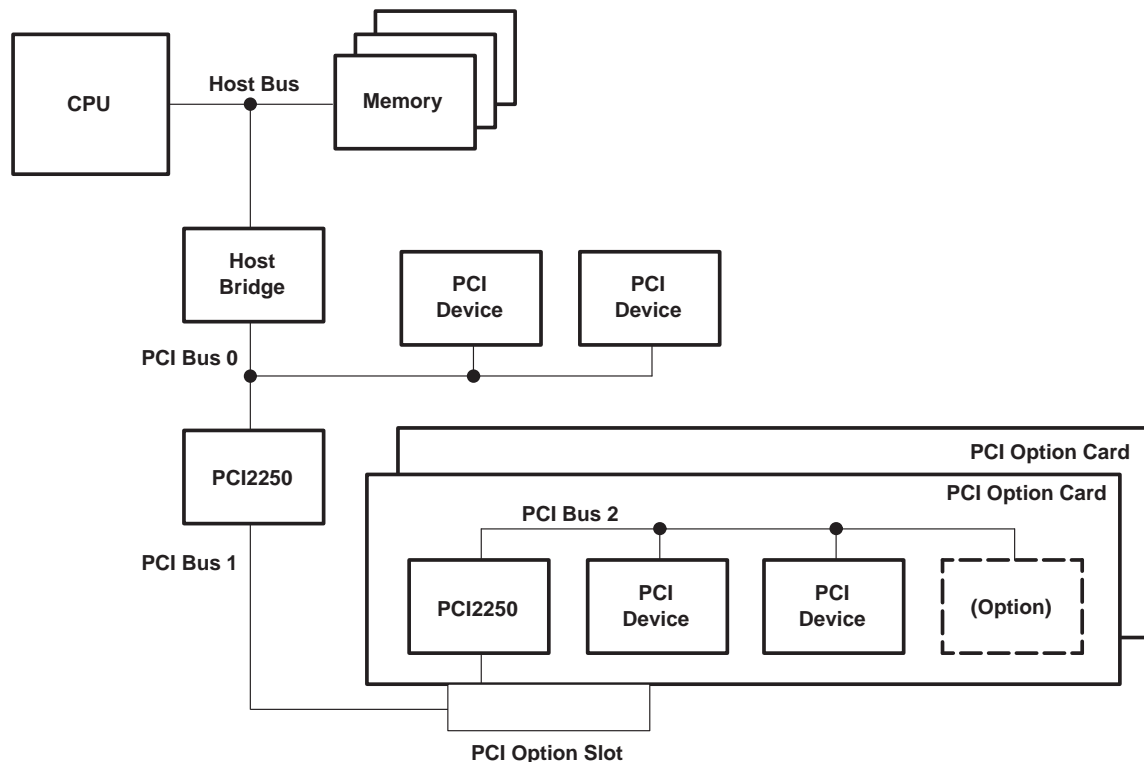 Host Bus
CPU
Memory
Host
Bridge
PCI
Device
PCI
Device
PCI Bus 0
PCI2250
PCI Option Card
PCI Option Card
PCI Bus 2
PCI Bus 1
PCI2250
PCI
Device
PCI
Device
(Option)
PCI Option Slot